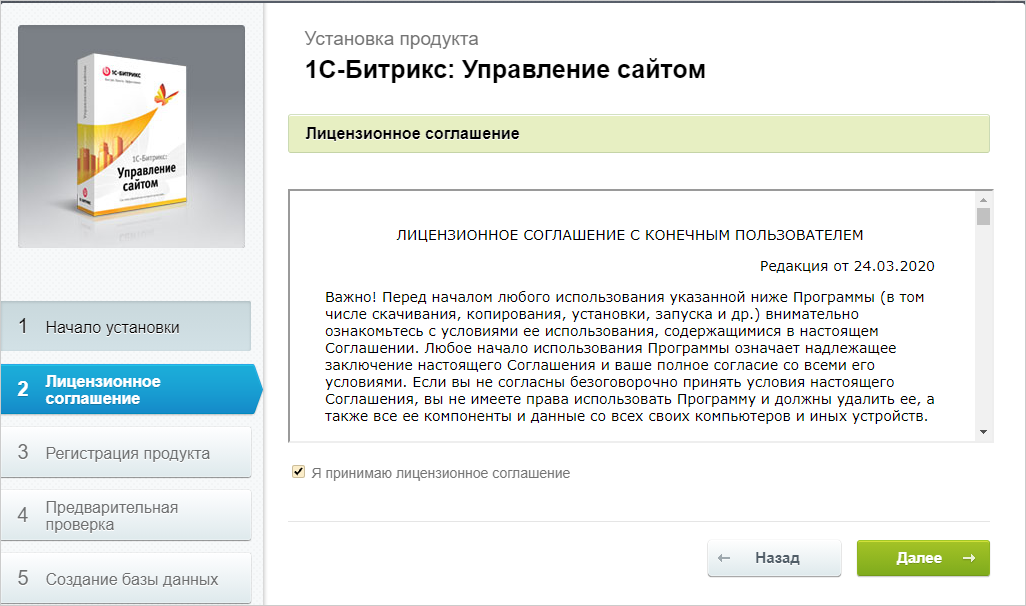 1С-БИТРИКС
1С-Битрикс:
Управление
сайтом
1 Начало установки
2 Лицензионное
соглашение
3 Регистрация продукта
4 Предварительная
проверка
5 Создание базы данных
Установка продукта
1С-Битрикс: Управление сайтом
Лицензионное соглашение
ЛИЦЕНЗИОННОЕ СОГЛАШЕНИЕ С КОНЕЧНЫМ ПОЛЬЗОВАТЕЛЕМ
Редакция от 24.03.2020
Важно! Перед началом любого использования указанной ниже Программы (в том
числе скачивания, копирования, установки, запуска и др.) внимательно
ознакомьтесь с условиями ее использования, содержащимися в настоящем
Соглашении. Любое начало использования Программы означает надлежащее
заключение настоящего Соглашения и ваше полное согласие со всеми его
условиями. Если вы не согласны безоговорочно принять условия настоящего
Соглашения, вы не имеете права использовать Программу и должны удалить ее, а
также все ее компоненты и данные со всех своих компьютеров и иных устройств.
Я принимаю лицензионное соглашение
← Назад
Далее →